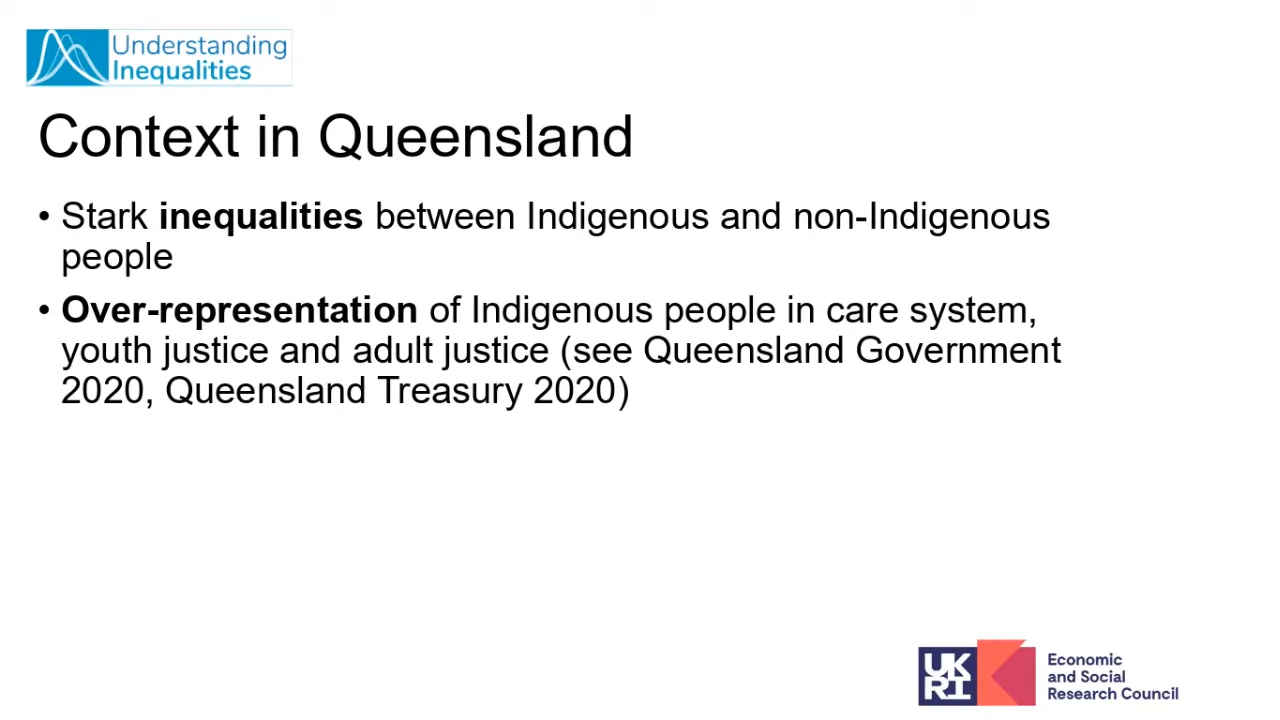 Understanding
Inequalities
Context in Queensland
• Stark inequalities between Indigenous and non-Indigenous
people
• Over-representation of Indigenous people in care system,
youth justice and adult justice (see Queensland Government
2020, Queensland Treasury 2020)
UK
RI
Economic
and Social
Research Council